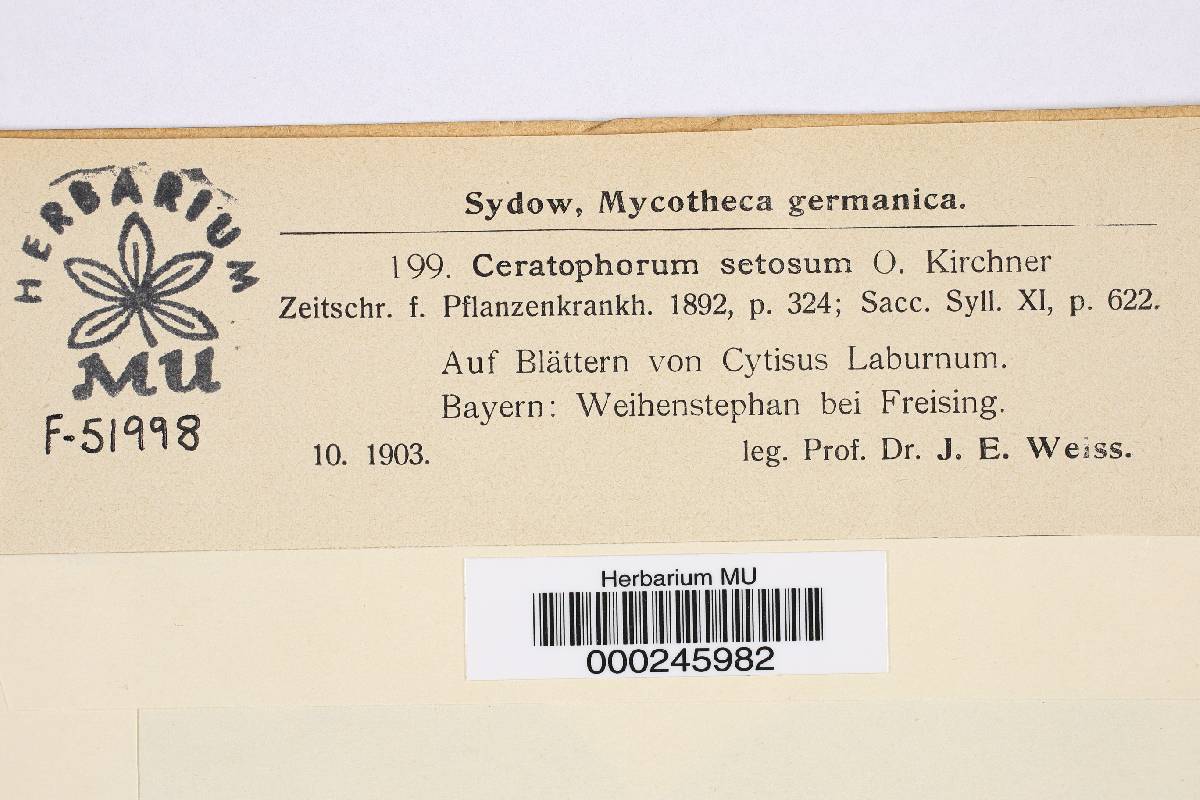 HERBARIUM
MU
F-51998
Sydow, Mycotheca germanica.
199. Ceratophorum setosum O. Kirchner
Zeitschr. f. Pflanzenkrankh. 1892, p. 324; Sacc. Syll. XI, p. 622.
Auf Blättern von Cytisus Laburnum.
Bayern: Weihenstephan bei Freising.
10. 1903. leg. Prof. Dr. J. E. Weiss.
Herbarium MU
000245982